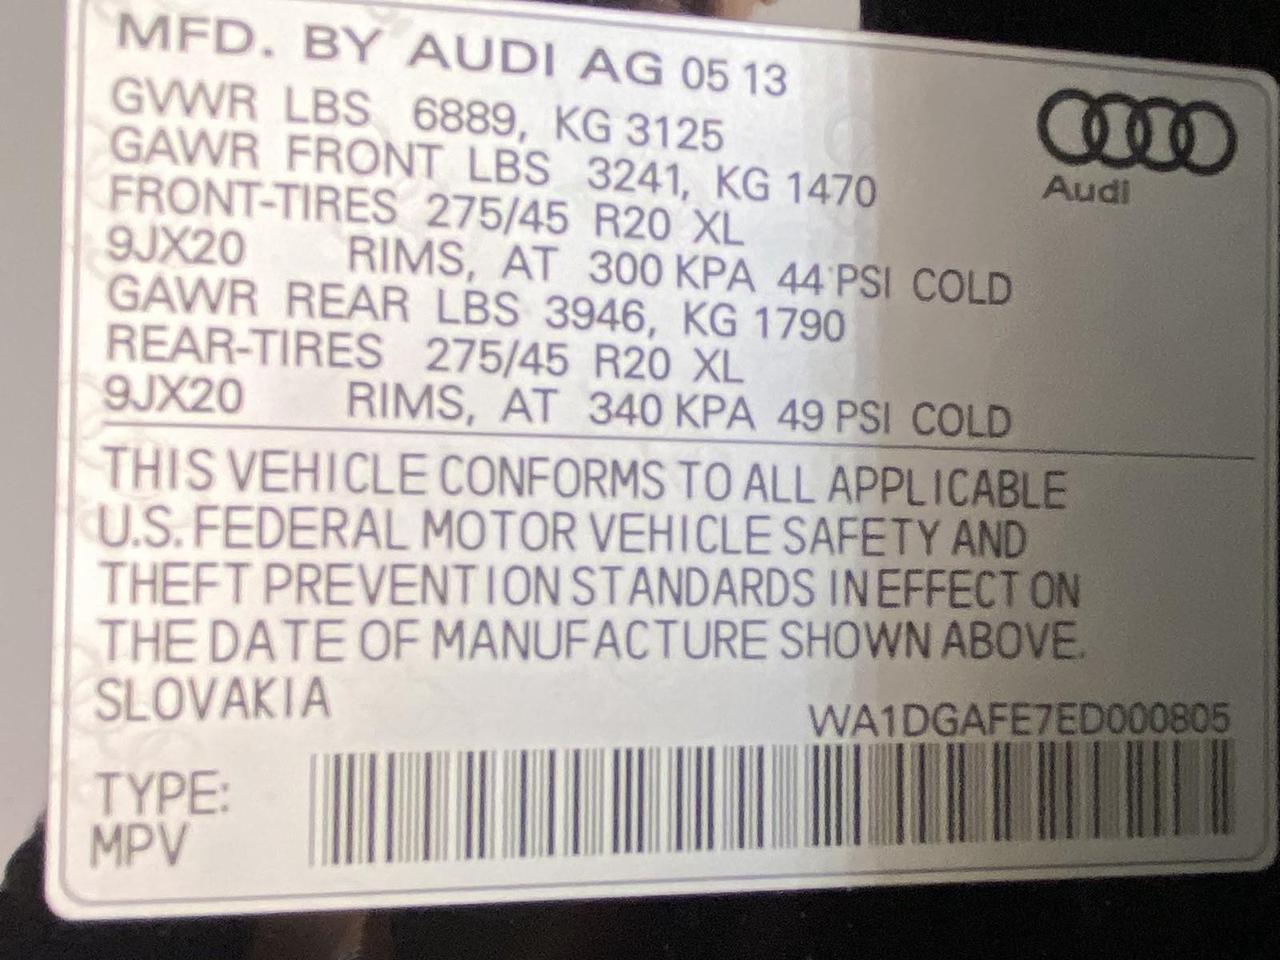 MFD. BY AUDI AG 05 13
GVWR LBS 6889, KG 3125
GAWR FRONT LBS 3241, KG 1470
FRONT-TIRES 275/45 R20 XL
9JX20 RIMS, AT 300 KPA 44 PSI COLD
GAWR REAR LBS 3946, KG 1790
REAR-TIRES 275/45 R20 XL
9JX20 RIMS, AT 340 KPA 49 PSI COLD
Audi
THIS VEHICLE CONFORMS TO ALL APPLICABLE
U.S. FEDERAL MOTOR VEHICLE SAFETY AND
THEFT PREVENTION STANDARDS IN EFFECT ON
THE DATE OF MANUFACTURE SHOWN ABOVE.
SLOVAKIA
WA1DGAFE7ED000805
TYPE:
MPV